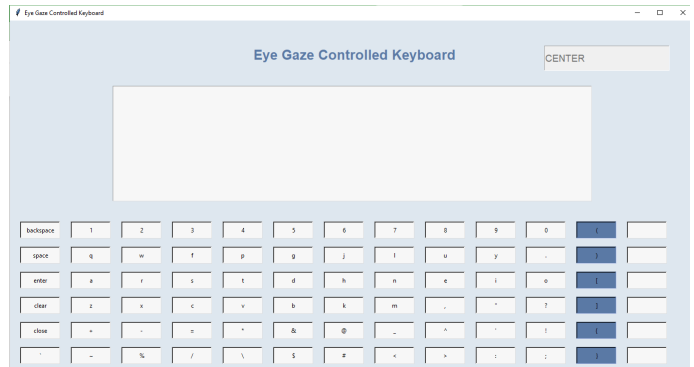 Eye Gaze Controlled Keyboard
Eye Gaze Controlled Keyboard
CENTER
backspace 1 2 3 4 5 6 7 8 9 0 (
space q w f p g j l u y , )
enter a r s t d h n e i o [
clear z x c v b k m . " ? ]
close + - = * & @ _ ^ ' ! {
` ~ % / \ $ # < > : ; }